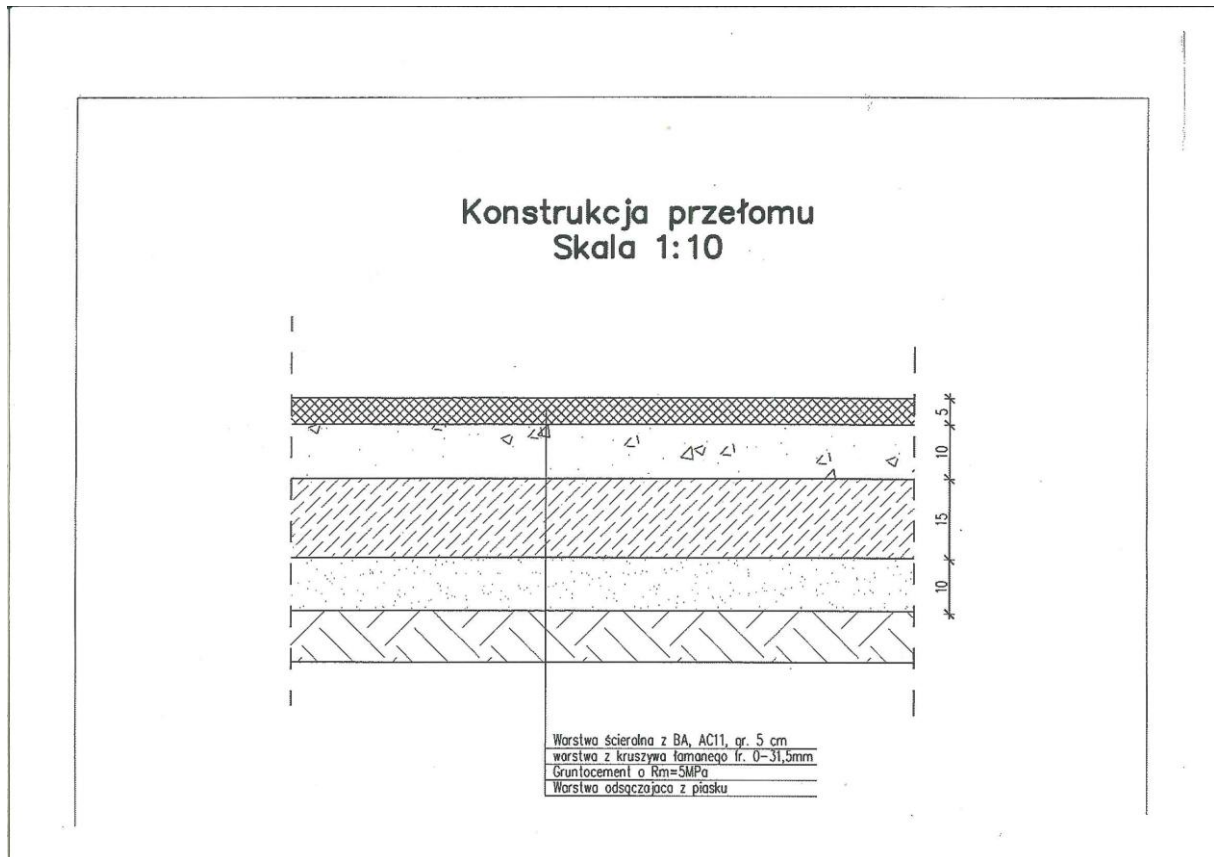 Konstrukcja przełomu
Skala 1:10
5
10
15
10
Warstwa ścieralna z BA, AC11, gr. 5 cm
warstwa z kruszywa łamanego fr. 0-31,5mm
Gruntocement o Rm=5MPa
Warstwa odsączajaca z piasku